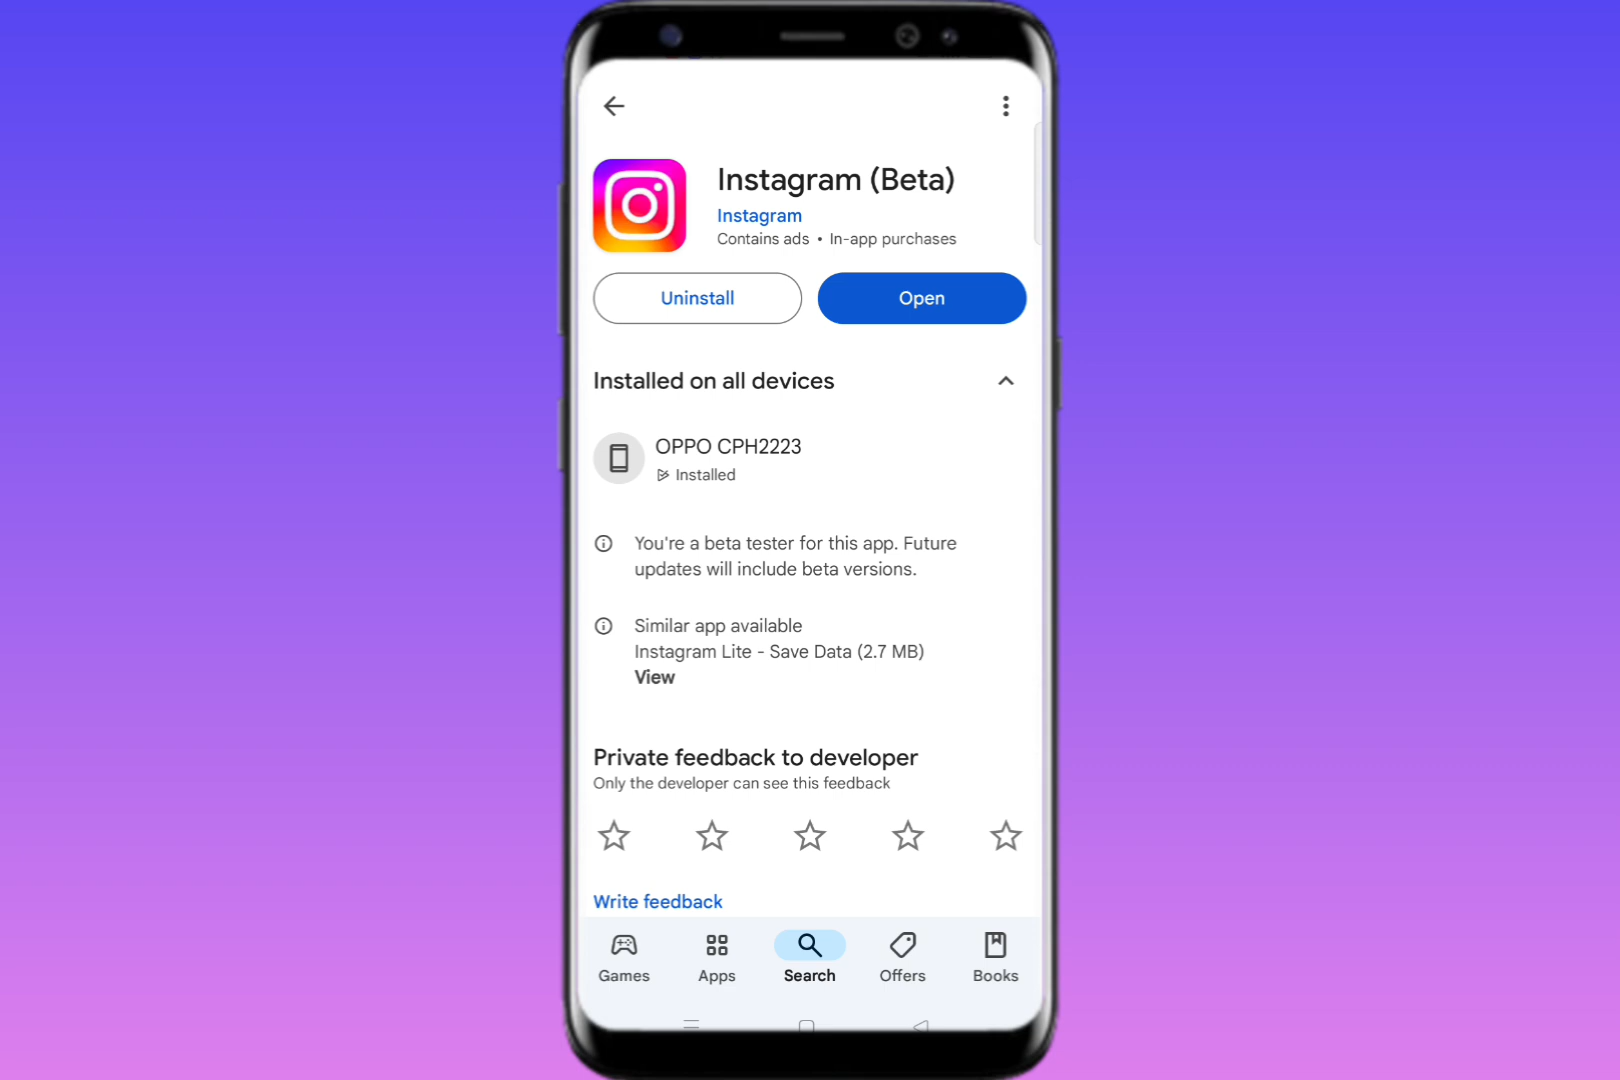 Instagram (Beta)
Instagram
Contains ads • In-app purchases
Uninstall
Open
Installed on all devices
OPPO CPH2223
Installed
You're a beta tester for this app. Future
updates will include beta versions.
Similar app available
Instagram Lite - Save Data (2.7 MB)
View
Private feedback to developer
Only the developer can see this feedback
Write feedback
Games
Apps
Search
Offers
Books